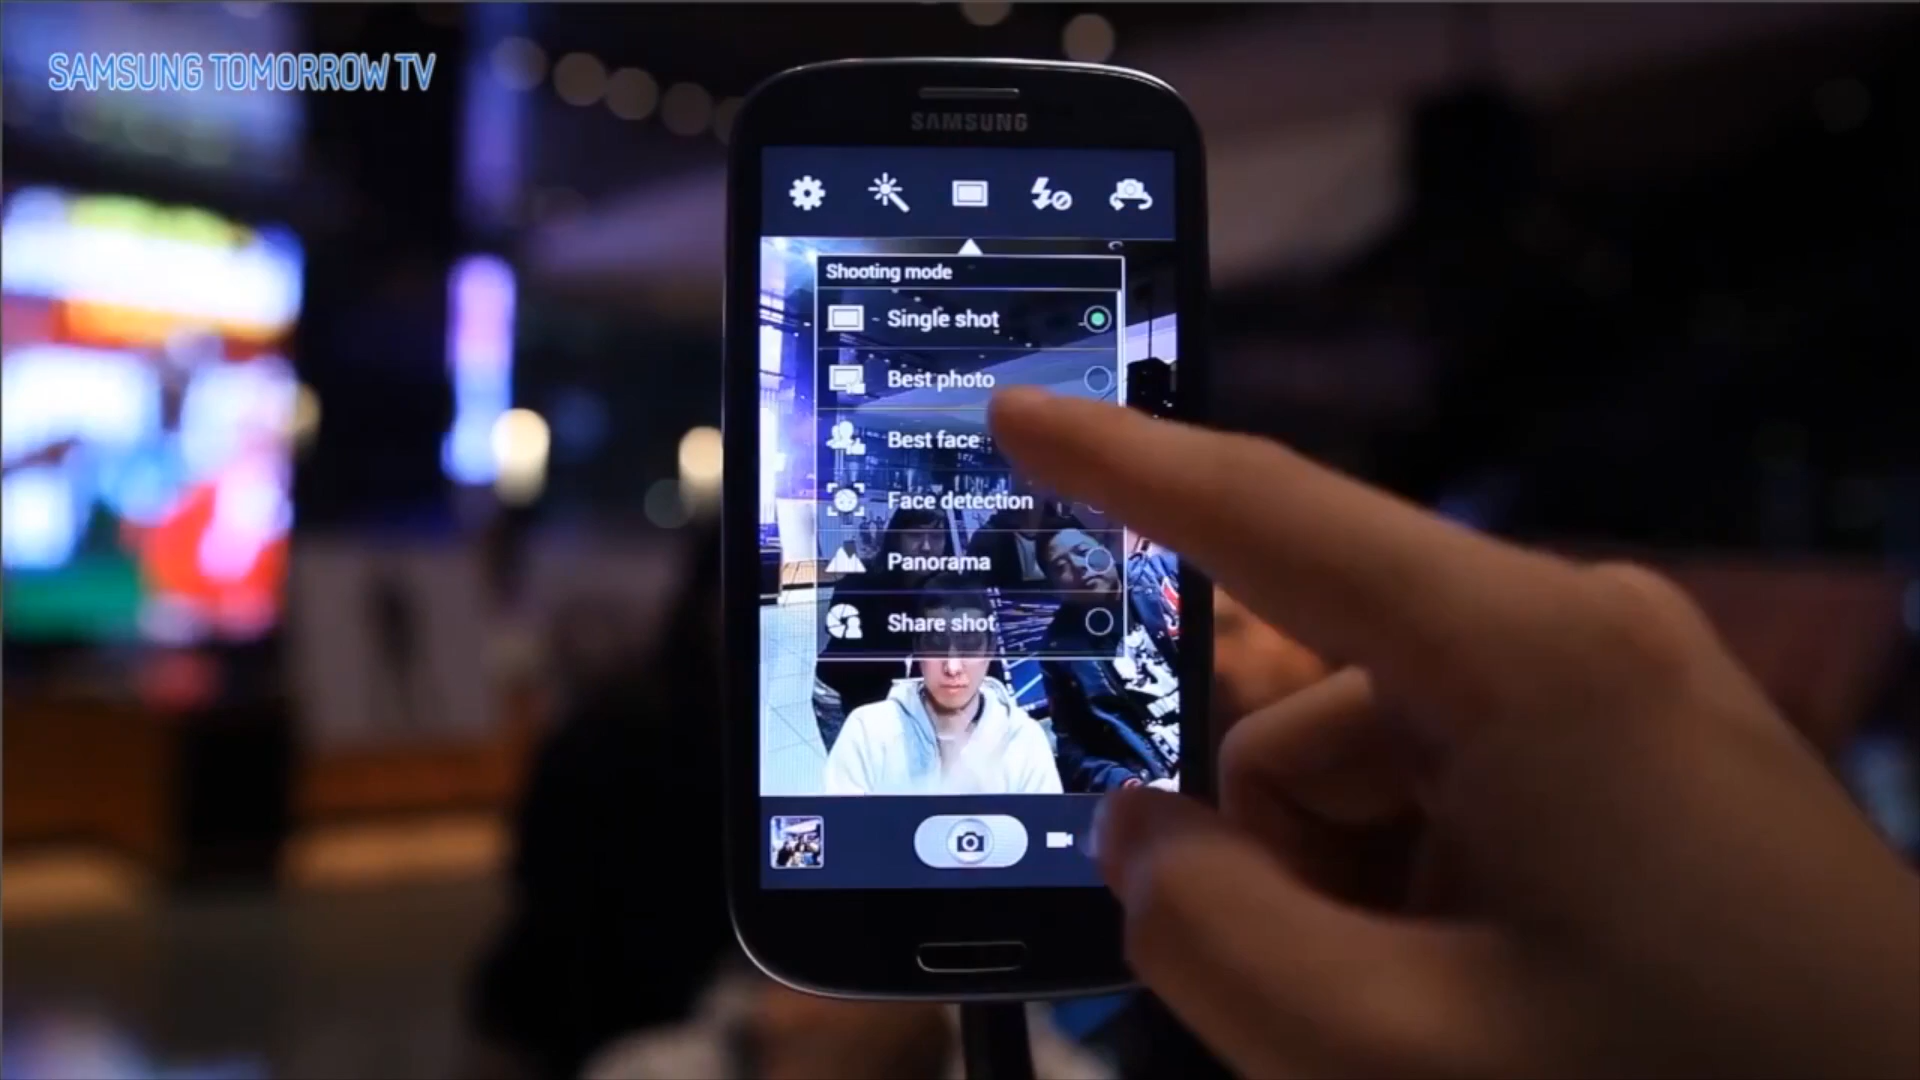 SAMSUNG TOMORROW TV
SAMSUNG
Shooting mode
Single shot
Best photo
Best face
Face detection
Panorama
Share shot